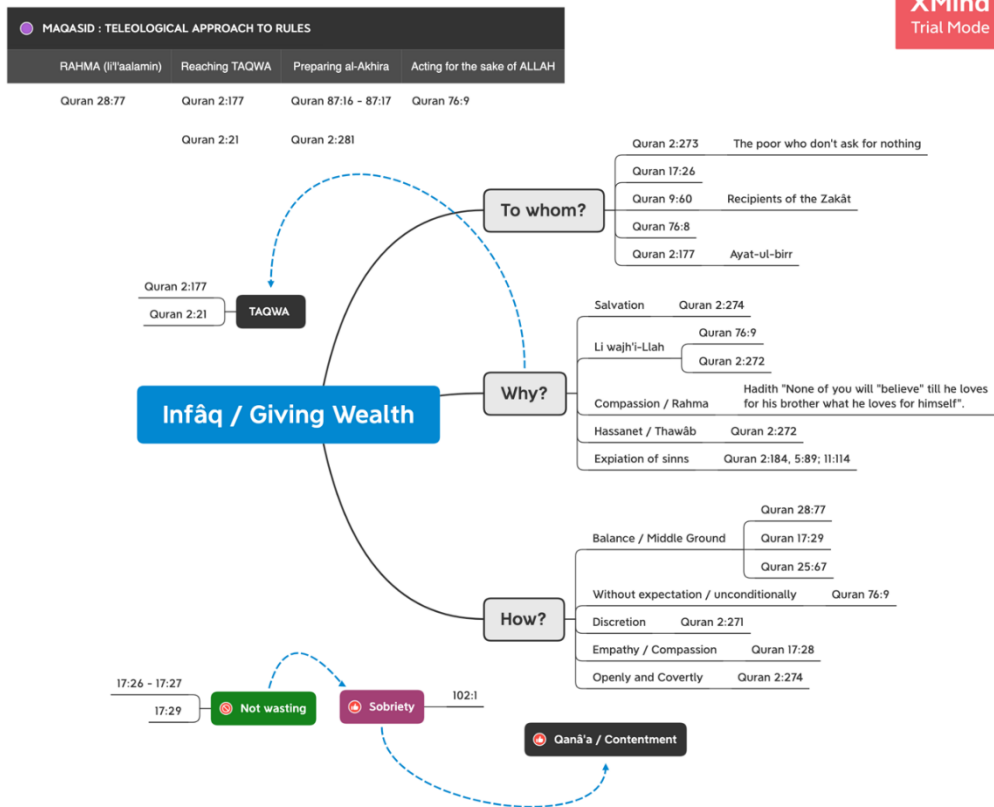 XMind
Trial Mode
MAQASID : TELEOLOGICAL APPROACH TO RULES
RAHMA (li'l'aalamin) Reaching TAQWA Preparing al-Akhira Acting for the sake of ALLAH
Quran 28:77 Quran 2:177 Quran 87:16 - 87:17 Quran 76:9
Quran 2:21 Quran 2:281
To whom?
Quran 2:273 The poor who don't ask for nothing
Quran 17:26
Quran 9:60 Recipients of the Zakât
Quran 76:8
Quran 2:177 Ayat-ul-birr
Quran 2:177
Quran 2:21
TAQWA
Infâq / Giving Wealth
Why?
Salvation Quran 2:274
Li wajh'i-Llah
Quran 76:9
Quran 2:272
Compassion / Rahma
Hadith "None of you will "believe" till he loves
for his brother what he loves for himself".
Hassanet / Thawâb Quran 2:272
Expiation of sinns Quran 2:184, 5:89; 11:114
How?
Balance / Middle Ground
Quran 28:77
Quran 17:29
Quran 25:67
Without expectation / unconditionally Quran 76:9
Discretion Quran 2:271
Empathy / Compassion Quran 17:28
Openly and Covertly Quran 2:274
17:26 - 17:27
17:29
Not wasting
Sobriety
102:1
Qanâ'a / Contentment